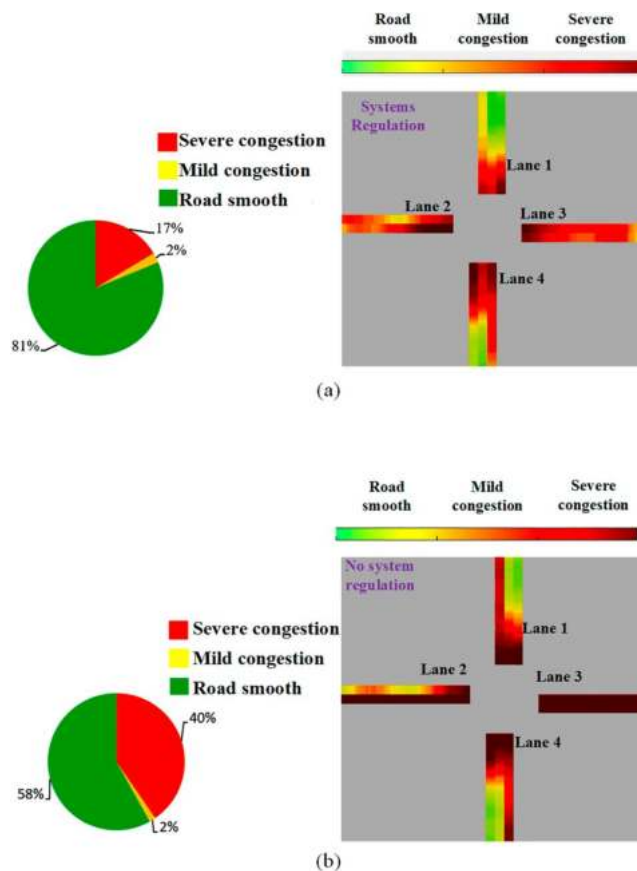 Road smooth
Mild congestion
Severe congestion
Systems Regulation
Lane 1
Lane 2
Lane 3
Lane 4
Severe congestion
Mild congestion
Road smooth
17%
2%
81%
(a)
Road smooth
Mild congestion
Severe congestion
No system regulation
Lane 1
Lane 2
Lane 3
Lane 4
Severe congestion
Mild congestion
Road smooth
40%
58%
2%
(b)